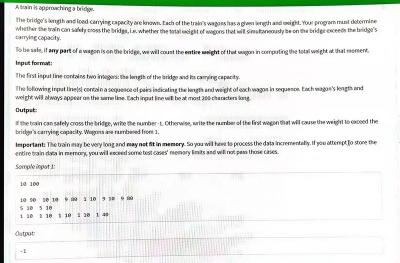 A train is approaching a bridge.
The bridge's length and load-carrying capacity are known. Each of the train's wagons has a given length and weight. Your program must determine
whether the train can safely cross the bridge, i.e. whether the total weight of wagons that will simultaneously be on the bridge exceeds the bridge's
carrying capacity.
To be safe, if any part of a wagon is on the bridge, we will count the entire weight of that wagon in computing the total weight at that moment.
Input format:
The first input line contains two integers: the length of the bridge and its carrying capacity.
The following input line(s) contain a sequence of pairs indicating the length and weight of each wagon in sequence. Each wagon's length and
weight will always appear on the same line. Each input line will be at most 200 characters long.
Output:
If the train can safely cross the bridge, write the number -1. Otherwise, write the number of the first wagon that will cause the weight to exceed the
bridge's carrying capacity. Wagons are numbered from 1.
Important: The train may be very long and may not fit in memory. So you will have to process the data incrementally. If you attempt to store the
entire train data in memory, you will exceed some test cases' memory limits and will not pass those cases.
Sample input 1:
10 100
10 90 10 10 9 80 1 10 9 10 9 80
5 10 5 10
1 10 1 10 1 10 1 10 1 40
Output:
-1